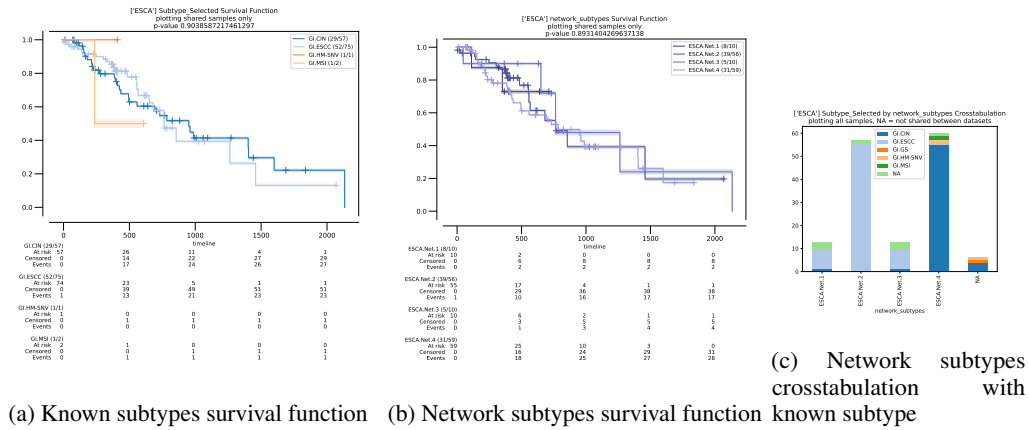 ['ESCA'] Subtype_Selected Survival Function
plotting shared samples only
p-value 0.9038587217461297
GI.CIN (29/57)
GI.ESCC (52/75)
GI.HM-SNV (1/1)
GI.MSI (1/2)
1.0
0.8
0.6
0.4
0.2
0.0
0 500 1000 1500 2000
timeline
GI.CIN (29/57)
At risk 57 26 11 4 1
Censored 0 14 22 27 29
Events 0 17 24 26 27
GI.ESCC (52/75)
At risk 74 23 5 1 1
Censored 0 39 49 51 51
Events 1 13 21 23 23
GI.HM-SNV (1/1)
At risk 1 0 0 0 0
Censored 0 1 1 1 1
Events 0 0 0 0 0
GI.MSI (1/2)
At risk 2 1 0 0 0
Censored 0 0 1 1 1
Events 0 1 1 1 1
(a) Known subtypes survival function
['ESCA'] network_subtypes Survival Function
plotting shared samples only
p-value 0.8931404269637138
ESCA.Net.1 (8/10)
ESCA.Net.2 (39/56)
ESCA.Net.3 (5/10)
ESCA.Net.4 (31/59)
1.0
0.8
0.6
0.4
0.2
0.0
0 500 1000 1500 2000
timeline
ESCA.Net.1 (8/10)
At risk 10 2 0 0 0
Censored 0 6 8 8 8
Events 0 2 2 2 2
ESCA.Net.2 (39/56)
At risk 55 17 4 1 1
Censored 0 29 36 38 38
Events 1 10 16 17 17
ESCA.Net.3 (5/10)
At risk 10 6 2 1 1
Censored 0 3 5 5 5
Events 0 1 3 4 4
ESCA.Net.4 (31/59)
At risk 59 25 10 3 0
Censored 0 16 24 29 31
Events 0 18 25 27 28
(b) Network subtypes survival function
['ESCA'] Subtype_Selected by network_subtypes Crosstabulation
plotting all samples, NA = not shared between datasets
GI.CIN
GI.ESCC
GI.GS
GI.HM-SNV
GI.MSI
NA
60
50
40
30
20
10
0
ESCA.Net.1
ESCA.Net.2
ESCA.Net.3
ESCA.Net.4
NA
network_subtypes
(c) Network subtypes
crosstabulation with
known subtype